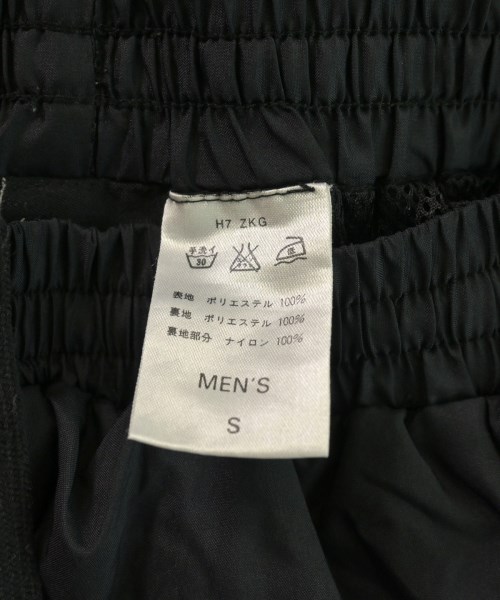 H7 ZKG
手洗イ
30
低
表地 ポリエステル 100%
裏地 ポリエステル 100%
裏地部分 ナイロン 100%
MEN'S
S